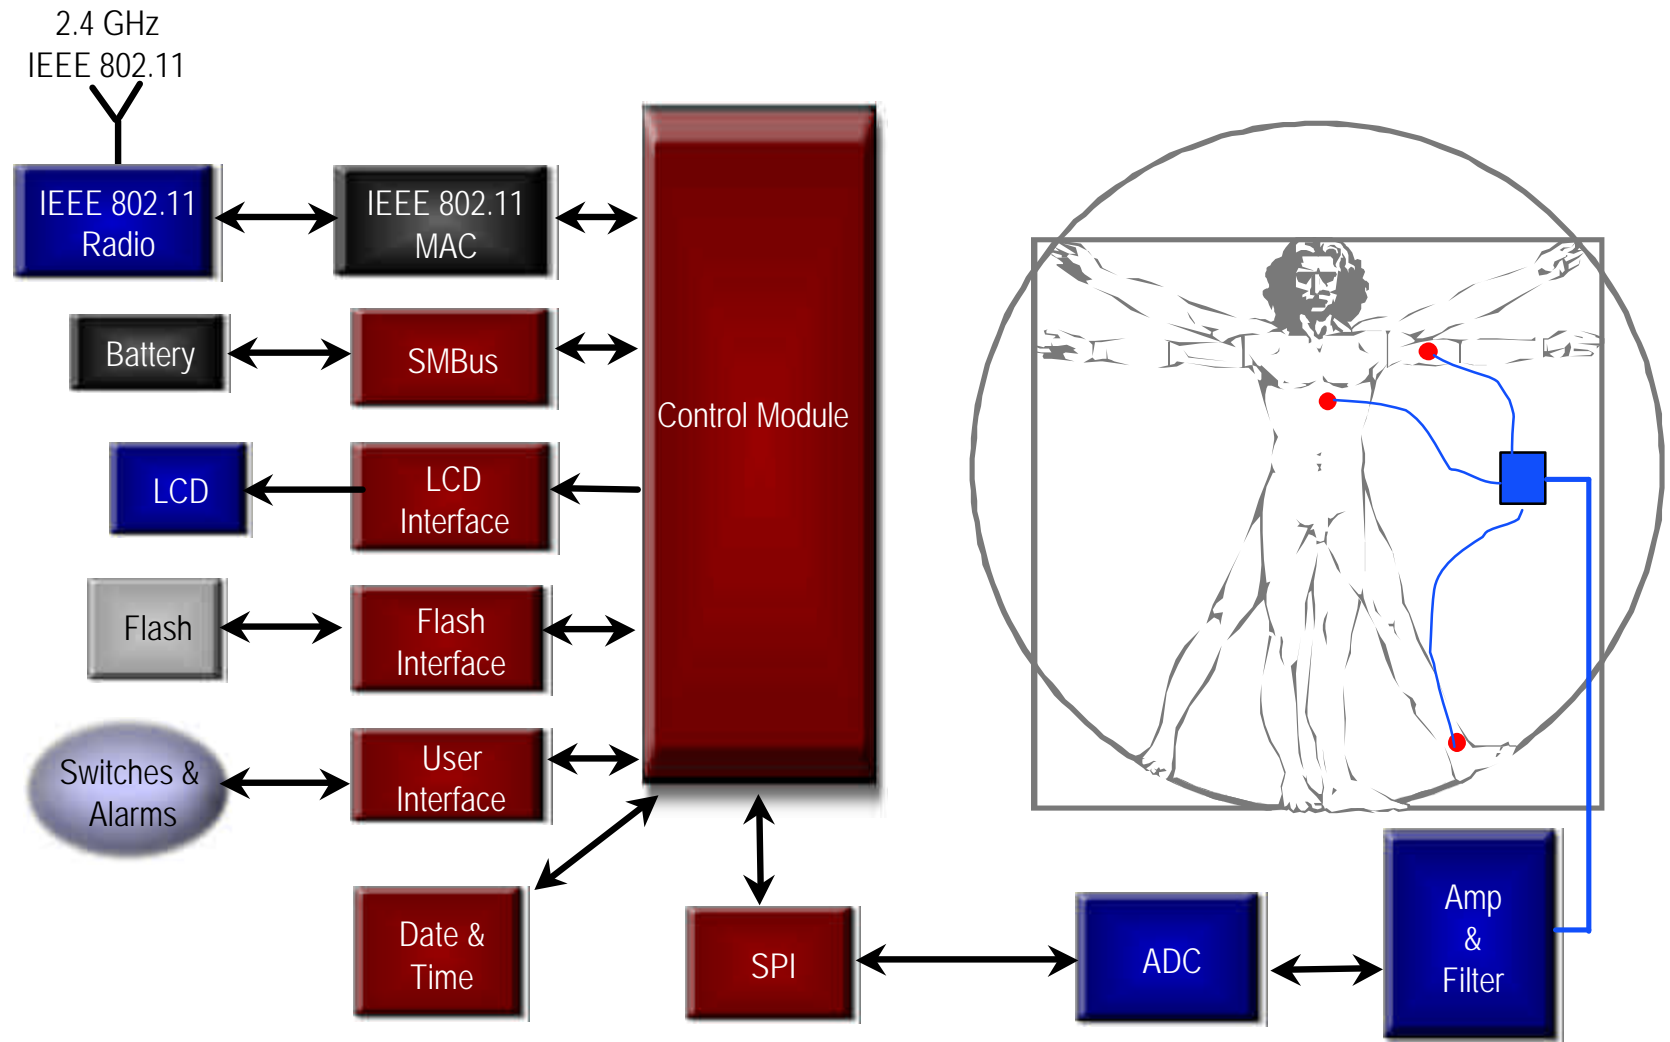 2.4 GHz
IEEE 802.11
IEEE 802.11
Radio
IEEE 802.11
MAC
Battery
SMBus
Control Module
LCD
LCD
Interface
Flash
Flash
Interface
Switches &
Alarms
User
Interface
Date &
Time
SPI
ADC
Amp
&
Filter